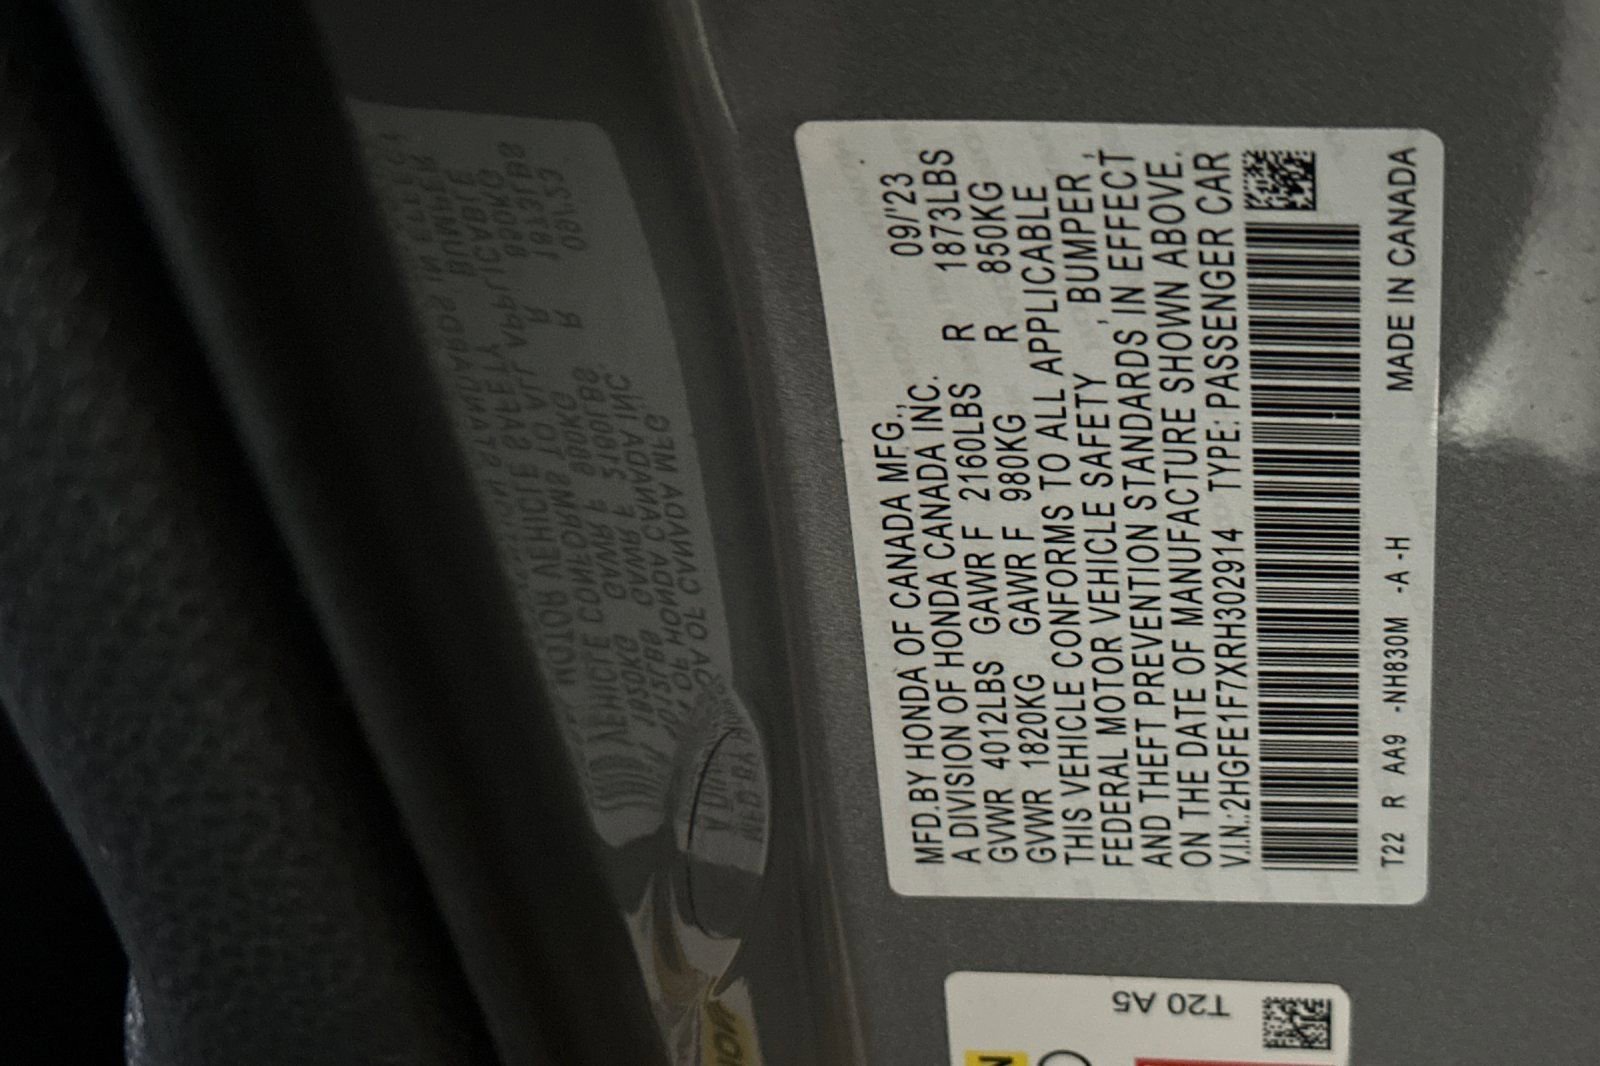 MFD.BY HONDA OF CANADA MFG., 09/'23
A DIVISION OF HONDA CANADA INC.
GVWR 4012LBS GAWR F 2160LBS R 1873LBS
GVWR 1820KG GAWR F 980KG R 850KG
THIS VEHICLE CONFORMS TO ALL APPLICABLE
FEDERAL MOTOR VEHICLE SAFETY , BUMPER ,
AND THEFT PREVENTION STANDARDS IN EFFECT
ON THE DATE OF MANUFACTURE SHOWN ABOVE.
V.I.N.:2HGFE1F7XRH302914 TYPE: PASSENGER CAR
T22 R AA9 -NH830M -A -H MADE IN CANADA
T20 A5